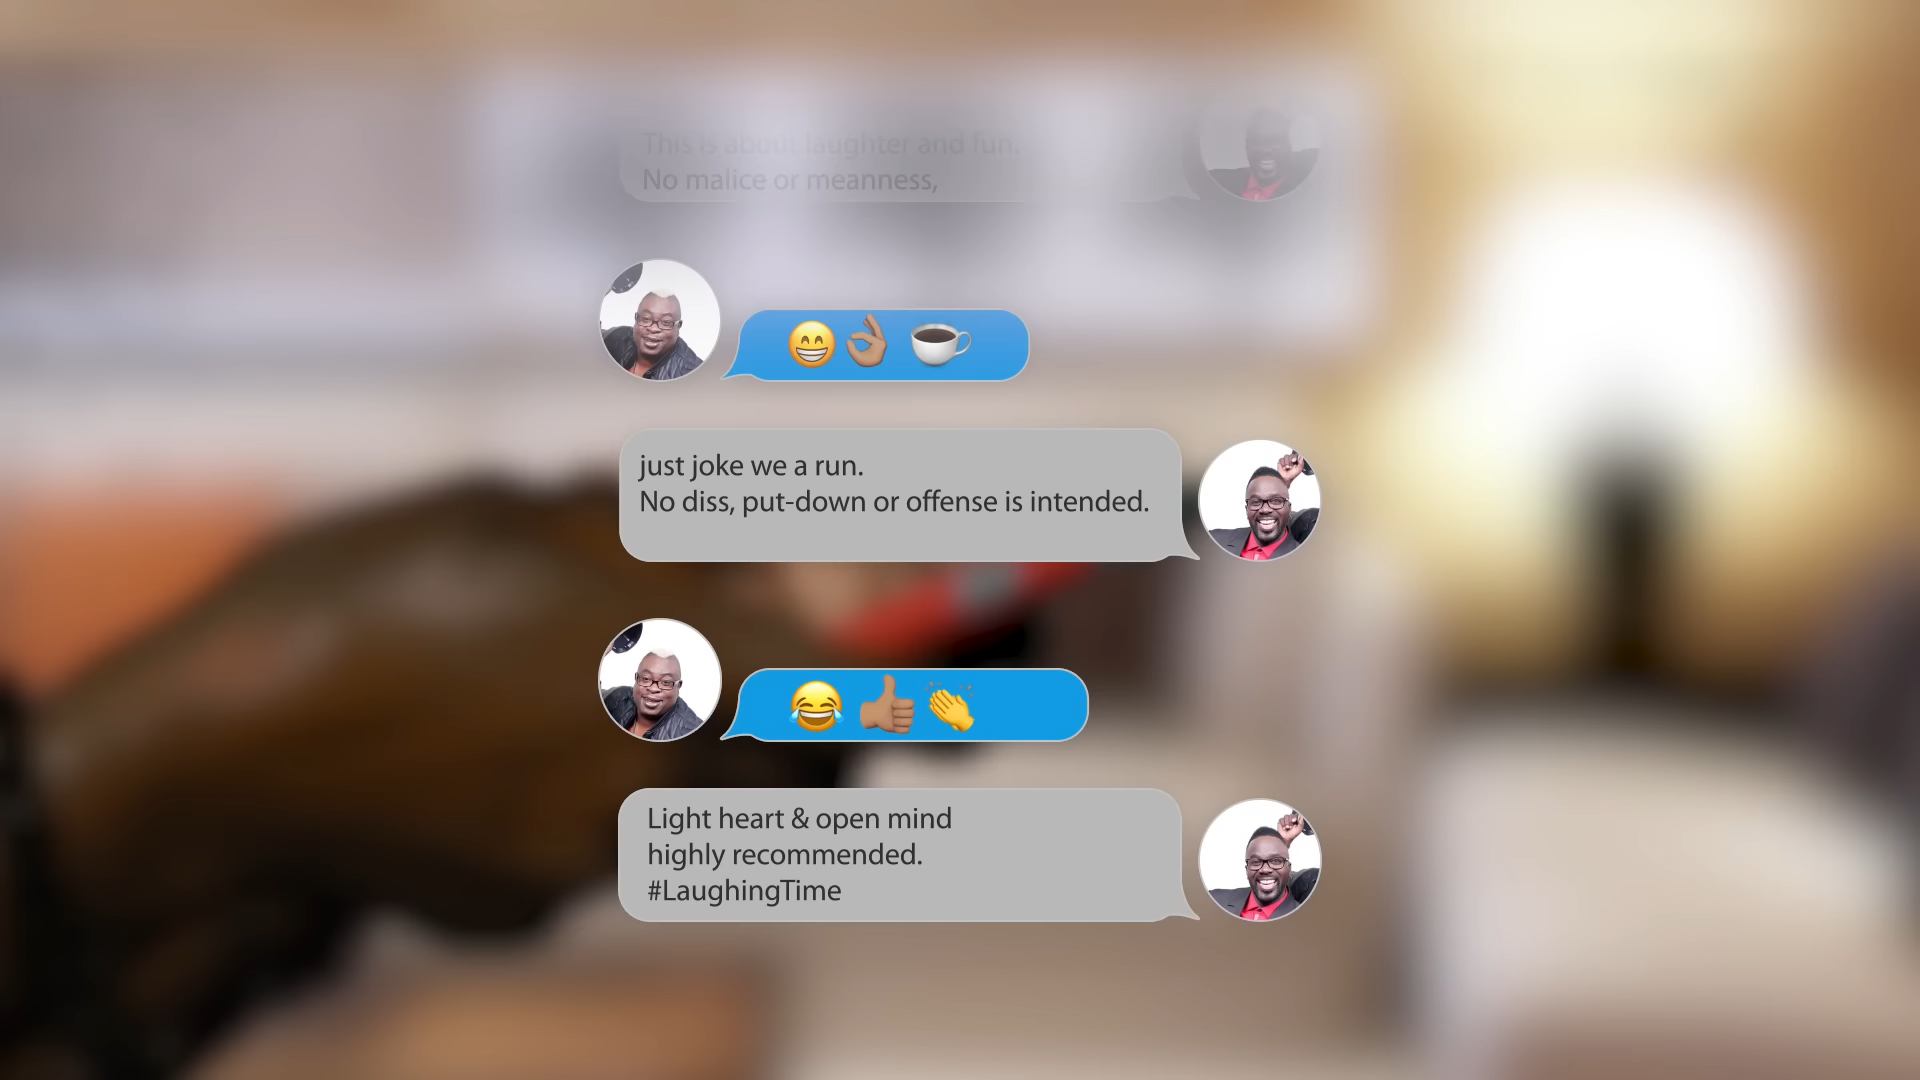 This is about laughter and fun.
No malice or meanness,
just joke we a run.
No diss, put-down or offense is intended.
Light heart & open mind
highly recommended.
#LaughingTime